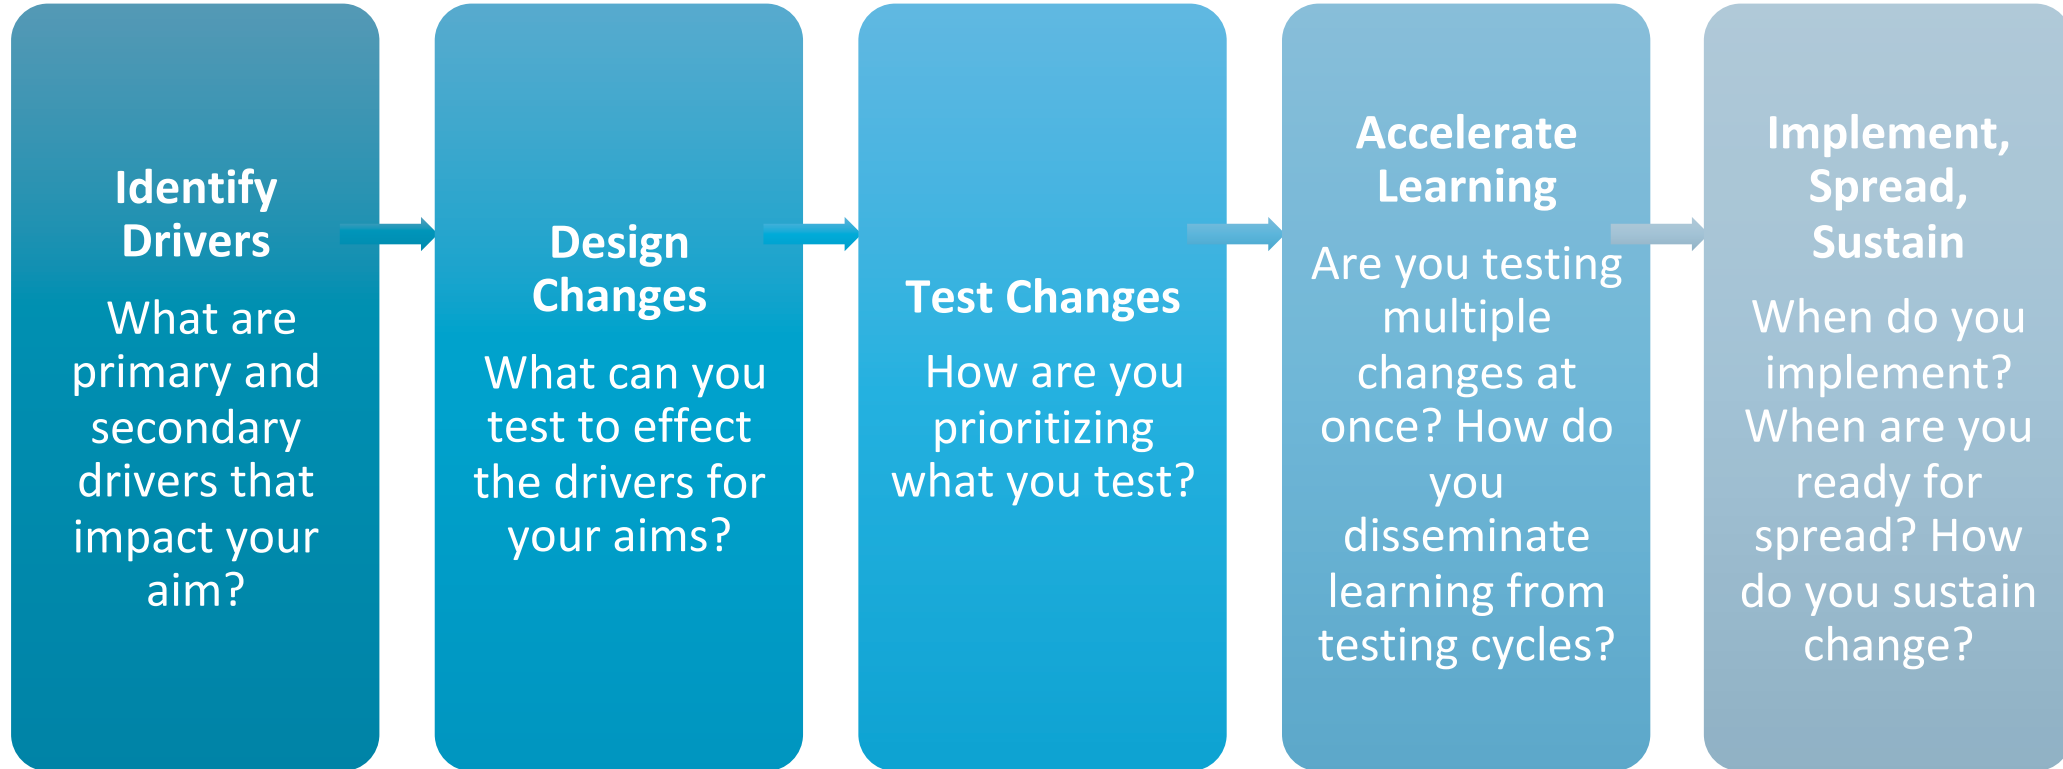 Identify
Drivers
What are
primary and
secondary
drivers that
impact your
aim?
Design
Changes
What can you
test to effect
the drivers for
your aims?
Test Changes
How are you
prioritizing
what you test?
Accelerate
Learning
Are you testing
multiple
changes at
once? How do
you
disseminate
learning from
testing cycles?
Implement,
Spread,
Sustain
When do you
implement?
When are you
ready for
spread? How
do you sustain
change?